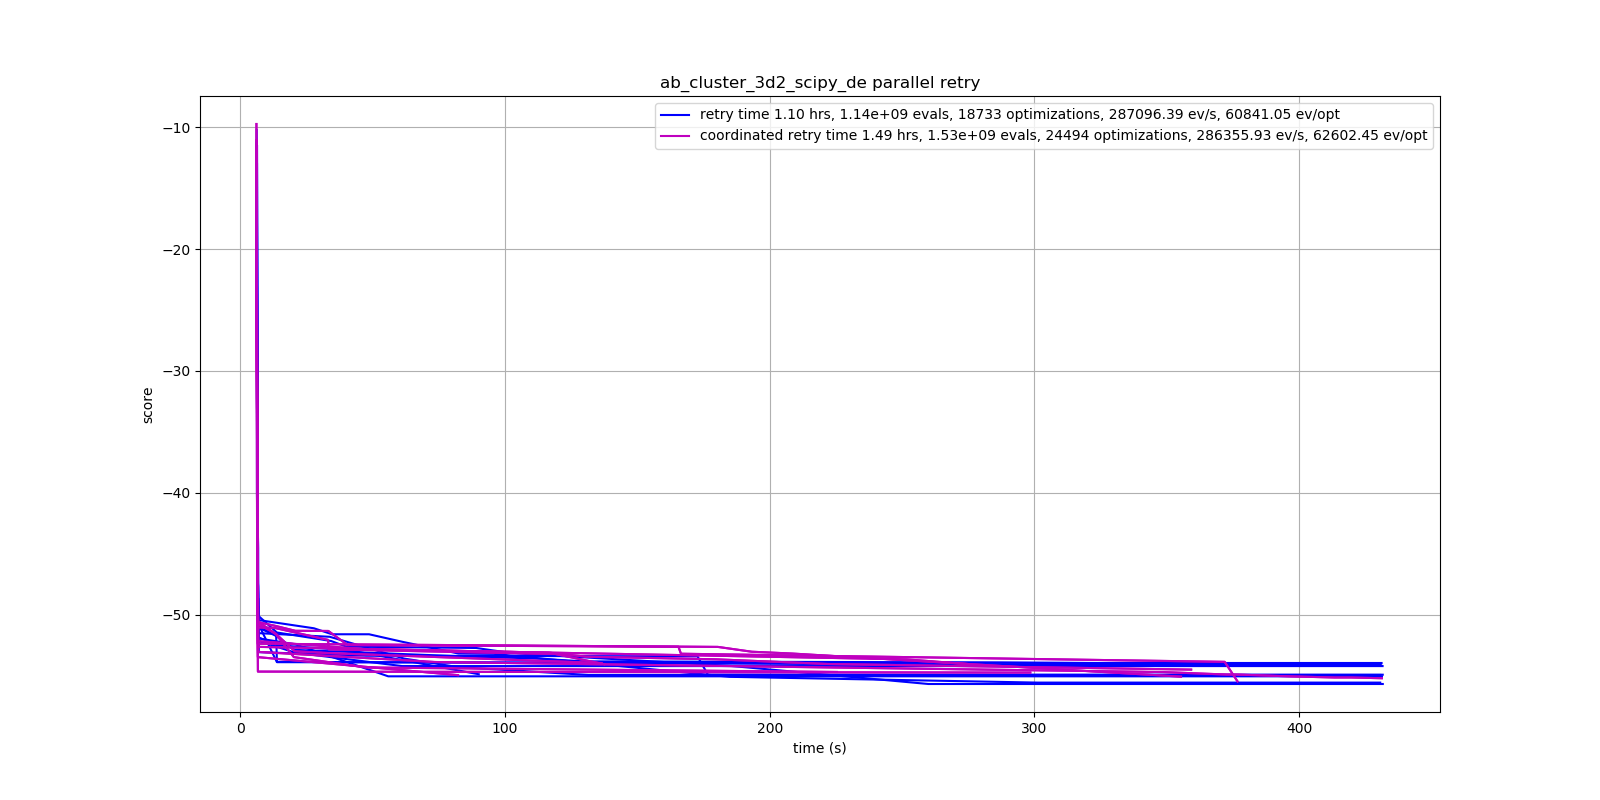 ab_cluster_3d2_scipy_de parallel retry
retry time 1.10 hrs, 1.14e+09 evals, 18733 optimizations, 287096.39 ev/s, 60841.05 ev/opt
coordinated retry time 1.49 hrs, 1.53e+09 evals, 24494 optimizations, 286355.93 ev/s, 62602.45 ev/opt
score
−10
−20
−30
−40
−50
0 100 200 300 400
time (s)